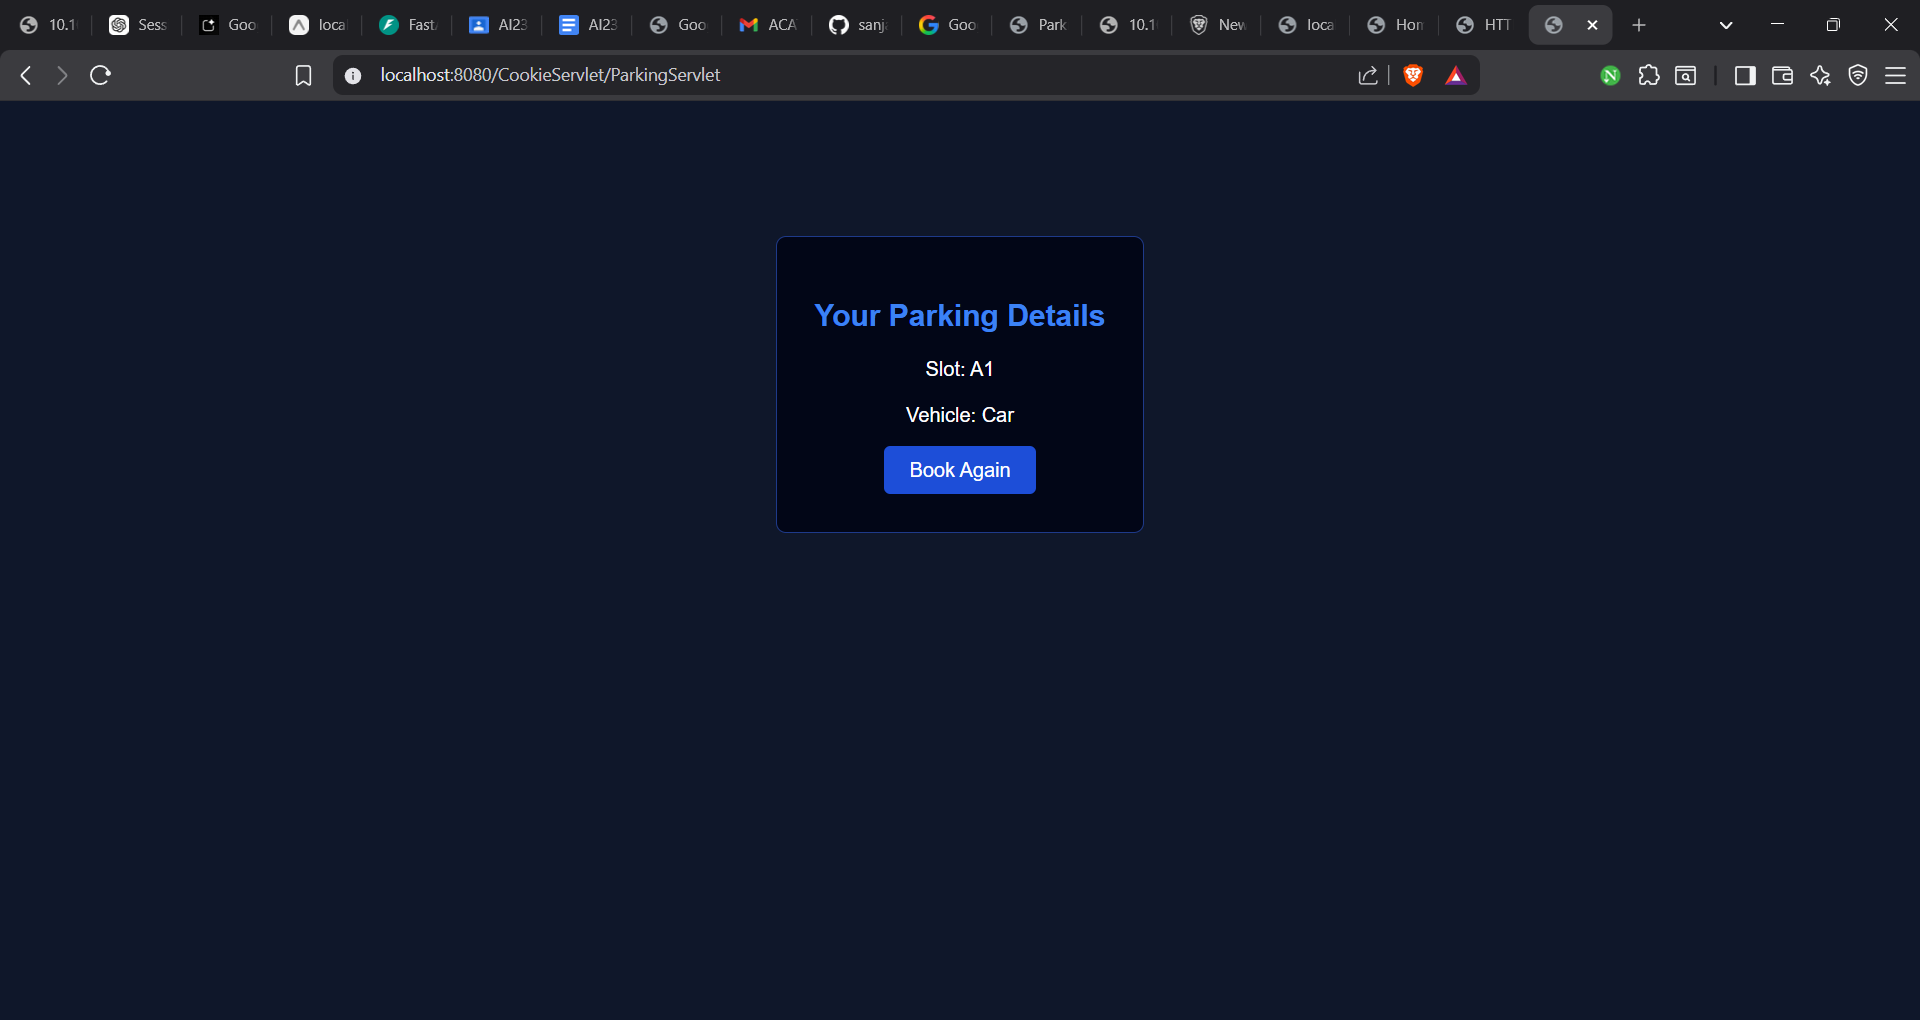 10.1
Sess
Goo
loca
Fast
AI23
AI23
Goo
ACA
sanj
Goo
Park
10.1
New
loca
Hom
HTT
localhost:8080/CookieServlet/ParkingServlet
N
Your Parking Details
Slot: A1
Vehicle: Car
Book Again